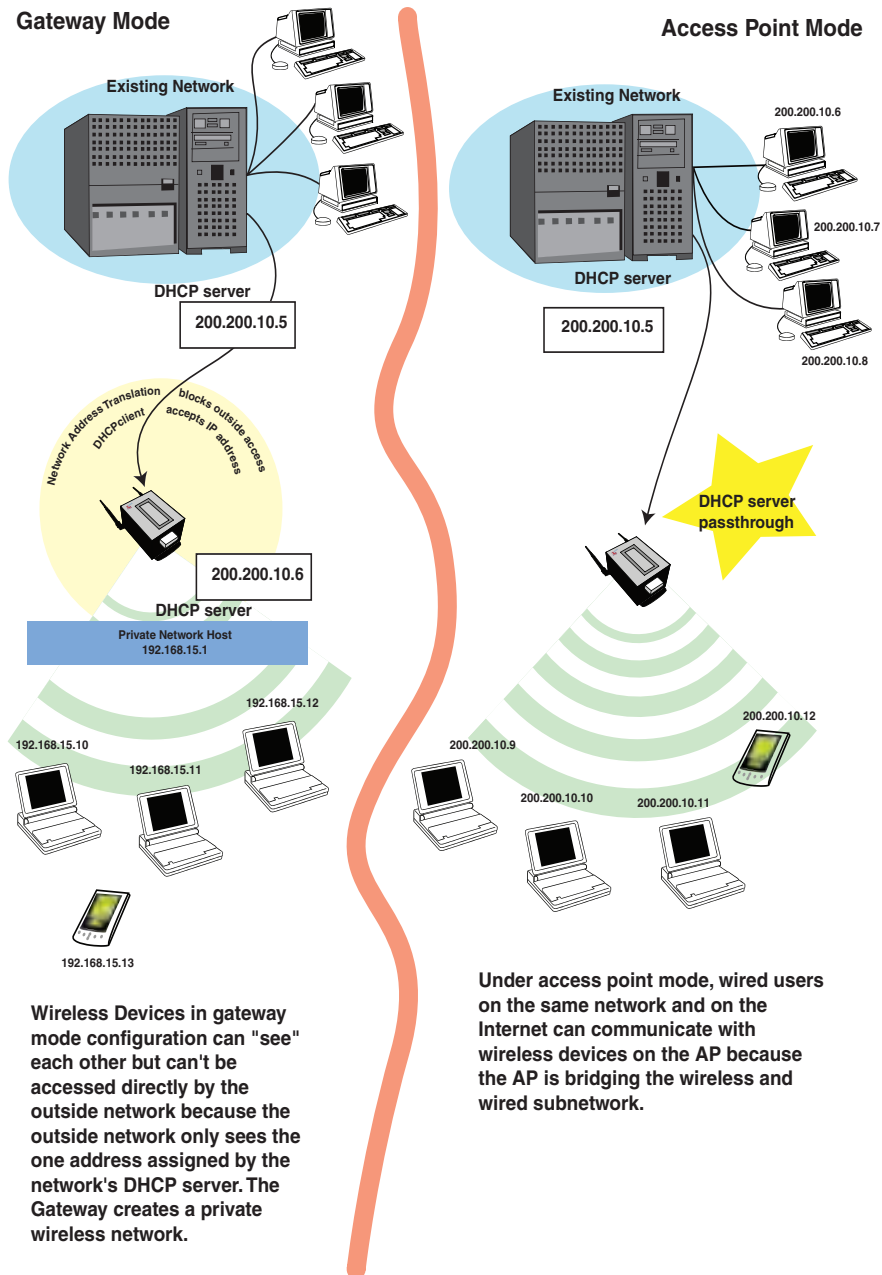 Gateway Mode
Existing Network
DHCP server
200.200.10.5
Network Address Translation
DHCPclient
blocks outside access
accepts IP address
200.200.10.6
DHCP server
Private Network Host
192.168.15.1
192.168.15.12
192.168.15.10
192.168.15.11
192.168.15.13
Wireless Devices in gateway
mode configuration can "see"
each other but can't be
accessed directly by the
outside network because the
outside network only sees the
one address assigned by the
network's DHCP server. The
Gateway creates a private
wireless network.
Access Point Mode
Existing Network
200.200.10.6
200.200.10.7
DHCP server
200.200.10.5
200.200.10.8
DHCP server
passthrough
200.200.10.12
200.200.10.9
200.200.10.10
200.200.10.11
Under access point mode, wired users
on the same network and on the
Internet can communicate with
wireless devices on the AP because
the AP is bridging the wireless and
wired subnetwork.